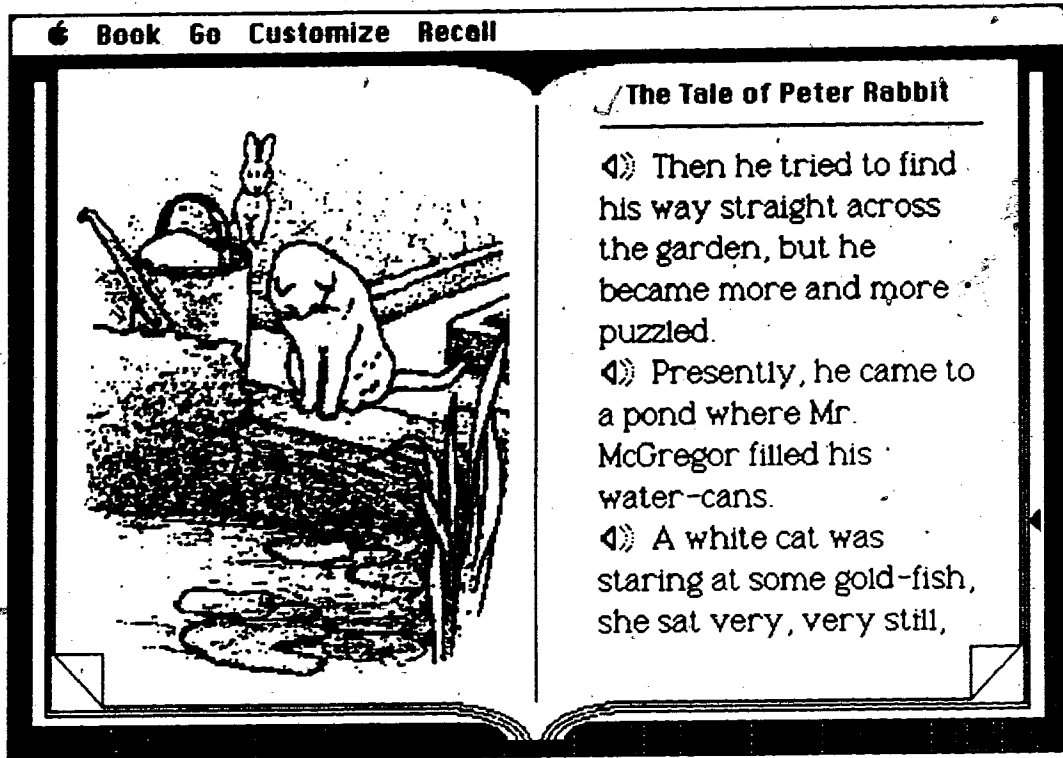 Book Go Customize Recall
The Tale of Peter Rabbit
Then he tried to find
his way straight across
the garden, but he
became more and more
puzzled.
Presently, he came to
a pond where Mr.
McGregor filled his
water-cans.
A white cat was
staring at some gold-fish,
she sat very, very still,